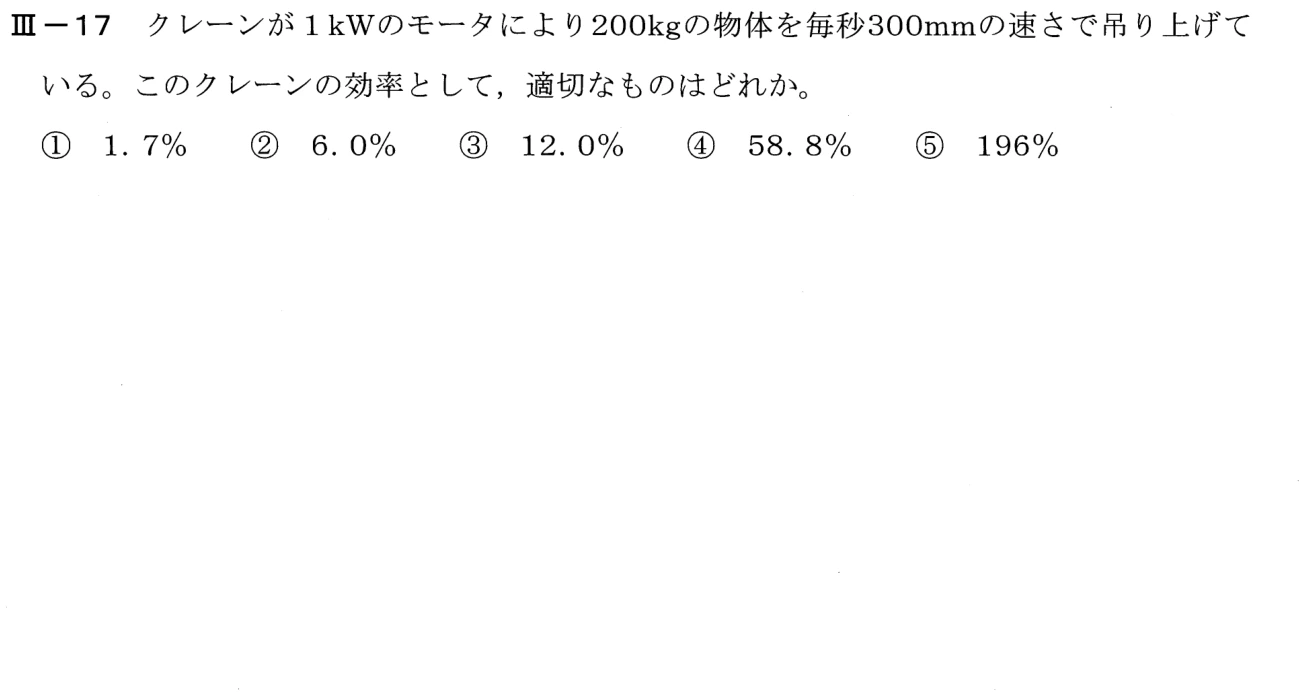 Ⅲ－17　クレーンが１kWのモータにより200kgの物体を毎秒300mmの速さで吊り上げて
いる。このクレーンの効率として，適切なものはどれか。
①　1．7%　　②　6．0%　　③　12．0%　　④　58．8%　　⑤　196%